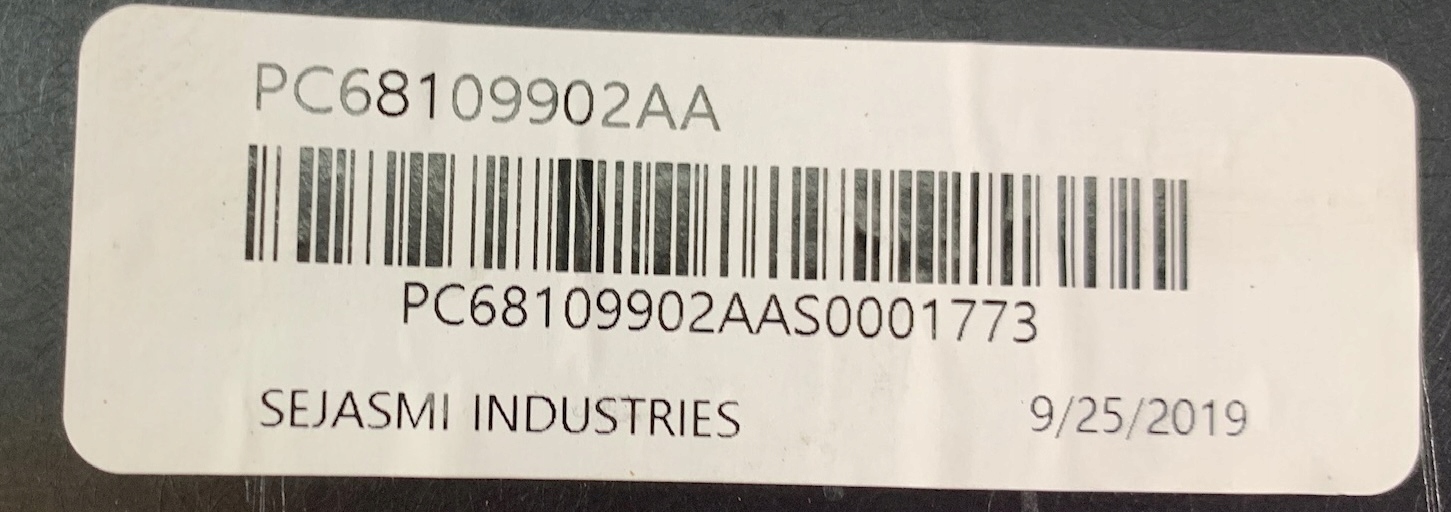 PC68109902AA
PC68109902AAS0001773
SEJASMI INDUSTRIES
9/25/2019